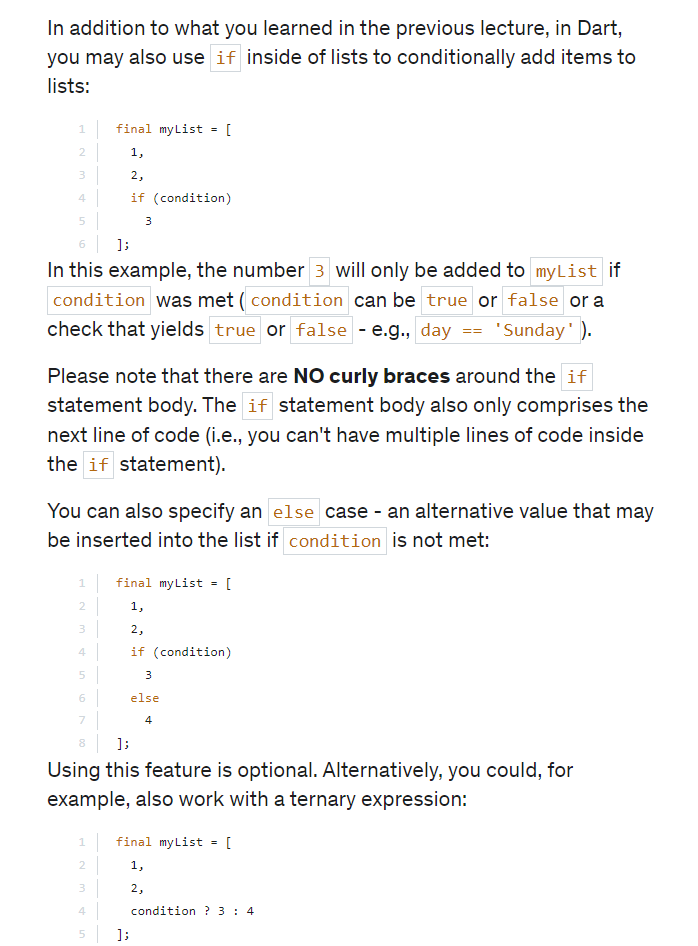 In addition to what you learned in the previous lecture, in Dart,
you may also use if inside of lists to conditionally add items to
lists:
1 final myList = [
2 1,
3 2,
4 if (condition)
5 3
6 ];
In this example, the number 3 will only be added to myList if
condition was met ( condition can be true or false or a
check that yields true or false - e.g., day == 'Sunday' ).
Please note that there are NO curly braces around the if
statement body. The if statement body also only comprises the
next line of code (i.e., you can't have multiple lines of code inside
the if statement).
You can also specify an else case - an alternative value that may
be inserted into the list if condition is not met:
1 final myList = [
2 1,
3 2,
4 if (condition)
5 3
6 else
7 4
8 ];
Using this feature is optional. Alternatively, you could, for
example, also work with a ternary expression:
1 final myList = [
2 1,
3 2,
4 condition ? 3 : 4
5 ];